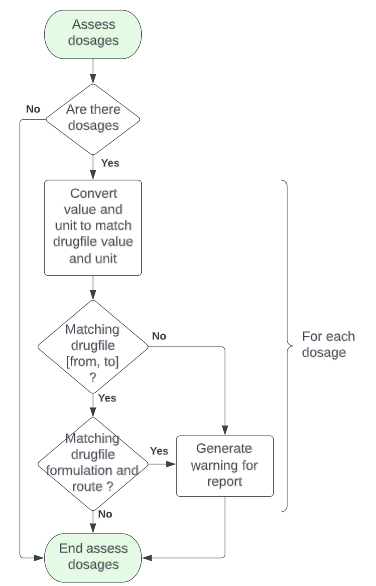 Assess
dosages
No
Are there
dosages
Yes
Convert
value and
unit to match
drugfile value
and unit
Matching
drugfile
[from, to]
?
No
For each
dosage
Yes
Matching
drugfile
formulation and
route ?
Yes
Generate
warning for
report
No
End assess
dosages